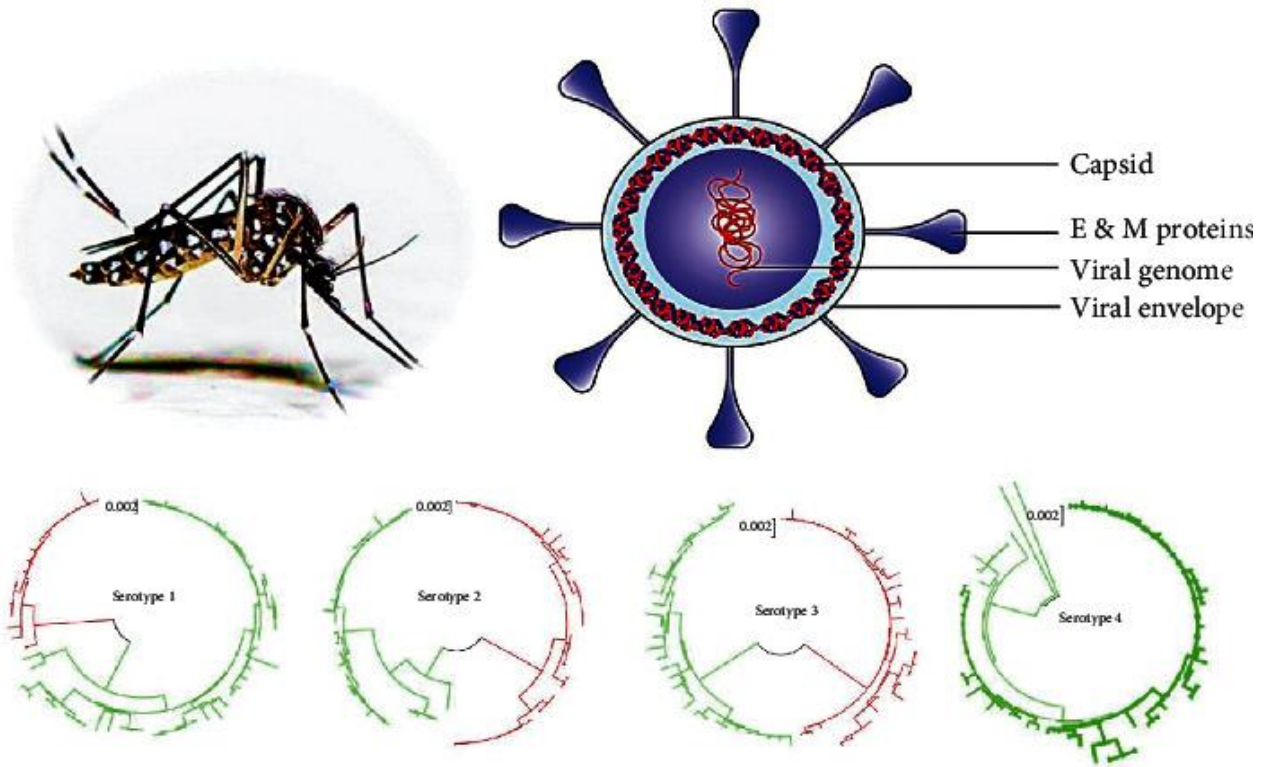 Capsid
E & M proteins
Viral genome
Viral envelope
0.002]
0.002]
0.002]
0.002]
Serotype 1
Serotype 2
Serotype 3
Serotype 4